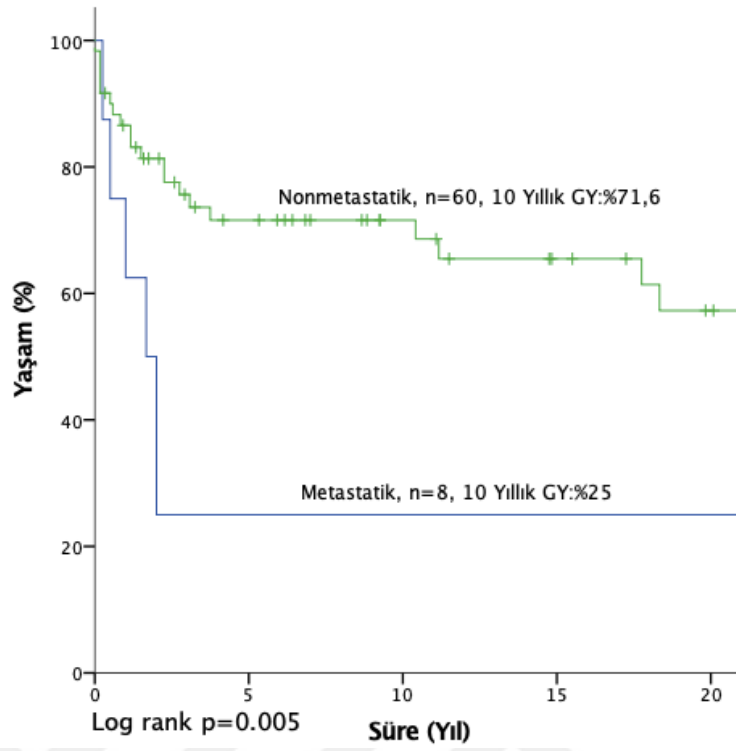 100
80
60
40
20
0
Yaşam (%)
Nonmetastatik, n=60, 10 Yıllık GY:%71,6
Metastatik, n=8, 10 Yıllık GY:%25
0 5 10 15 20
Log rank p=0.005
Süre (Yıl)